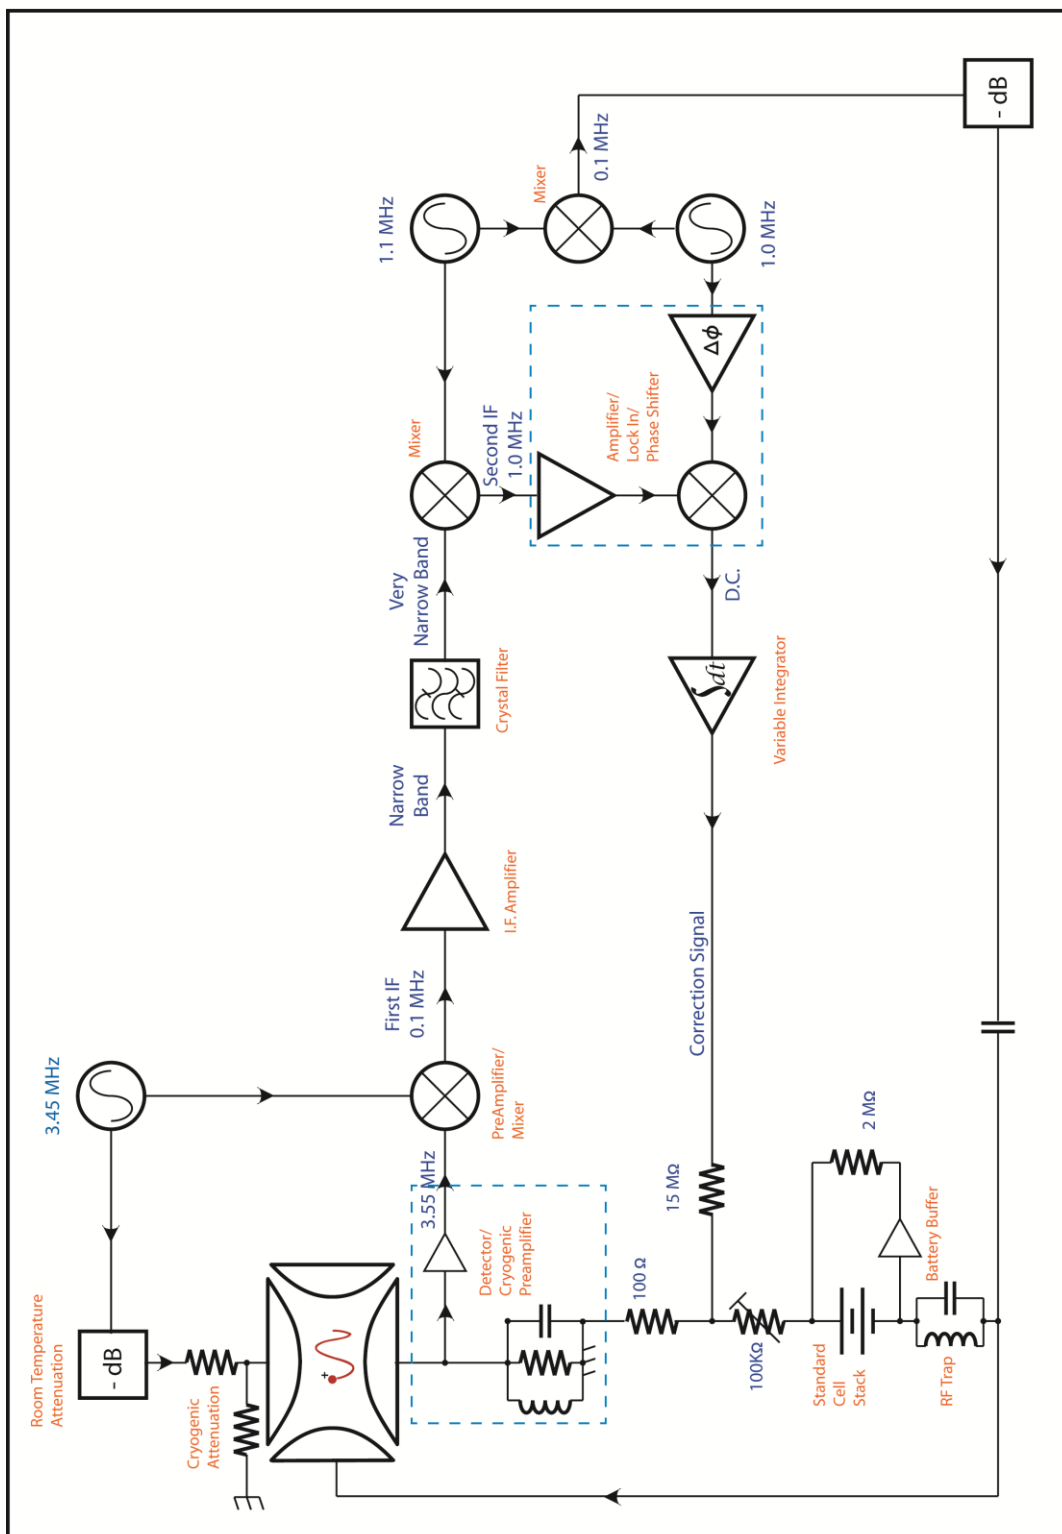 Room Temperature
Attenuation
- dB
3.45 MHz
Cryogenic
Attenuation
+
3.55 MHz
Detector/
Cryogenic
Preamplifier
PreAmplifier/
Mixer
First IF
0.1 MHz
I.F. Amplifier
Narrow
Band
Crystal Filter
Very
Narrow Band
Mixer
1.1 MHz
Second IF
1.0 MHz
Mixer
0.1 MHz
- dB
Amplifier/
Lock In/
Phase Shifter
Δϕ
1.0 MHz
D.C.
∫dt
Variable Integrator
Correction Signal
15 MΩ
100 Ω
100KΩ
Standard
Cell
Stack
2 MΩ
Battery Buffer
RF Trap